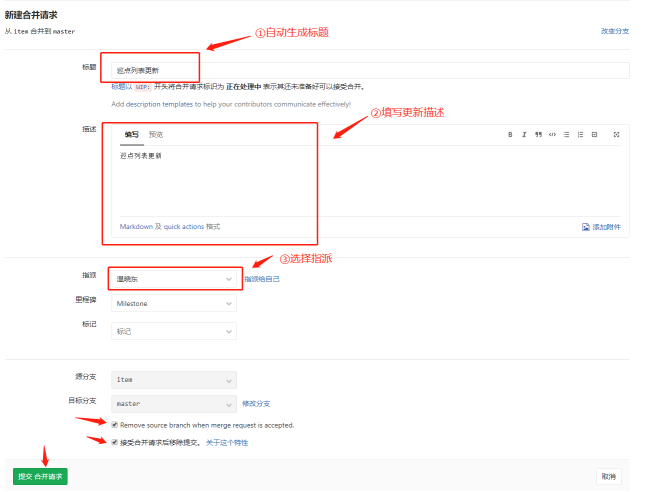 新建合并请求
从 item 合并到 master
改变分支
①自动生成标题
标题
巡点列表更新
标题以 WIP: 开头将合并请求标识为 正在处理中 表示其还未准备好可以接受合并。
Add description templates to help your contributors communicate effectively!
②填写更新描述
描述
编写 预览
巡点列表更新
Markdown 及 quick actions 格式
添加附件
③选择指派
指派
温晓东
指派给自己
里程碑
Milestone
标记
标记
源分支
item
目标分支
master
修改分支
Remove source branch when merge request is accepted.
接受合并请求后移除提交。 关于这个特性
提交 合并请求
取消